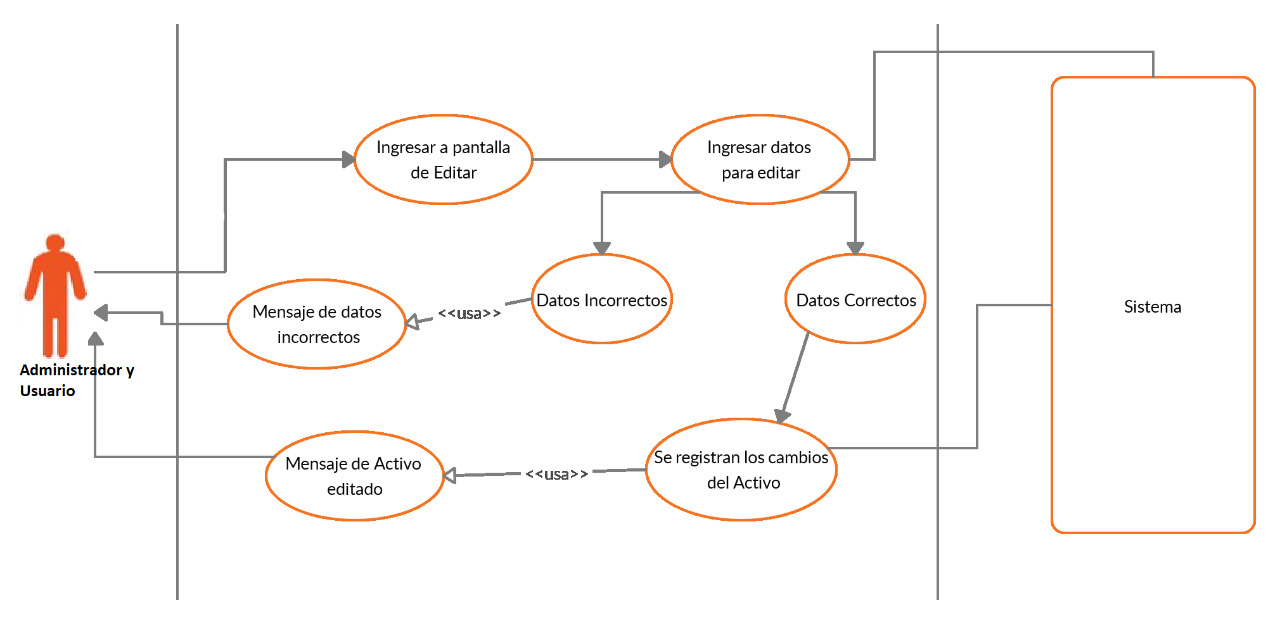 Ingresar a pantalla
de Editar
Ingresar datos
para editar
Datos Incorrectos
Datos Correctos
Mensaje de datos
incorrectos
<<usa>>
Sistema
Administrador y
Usuario
Mensaje de Activo
editado
<<usa>>
Se registran los cambios
del Activo